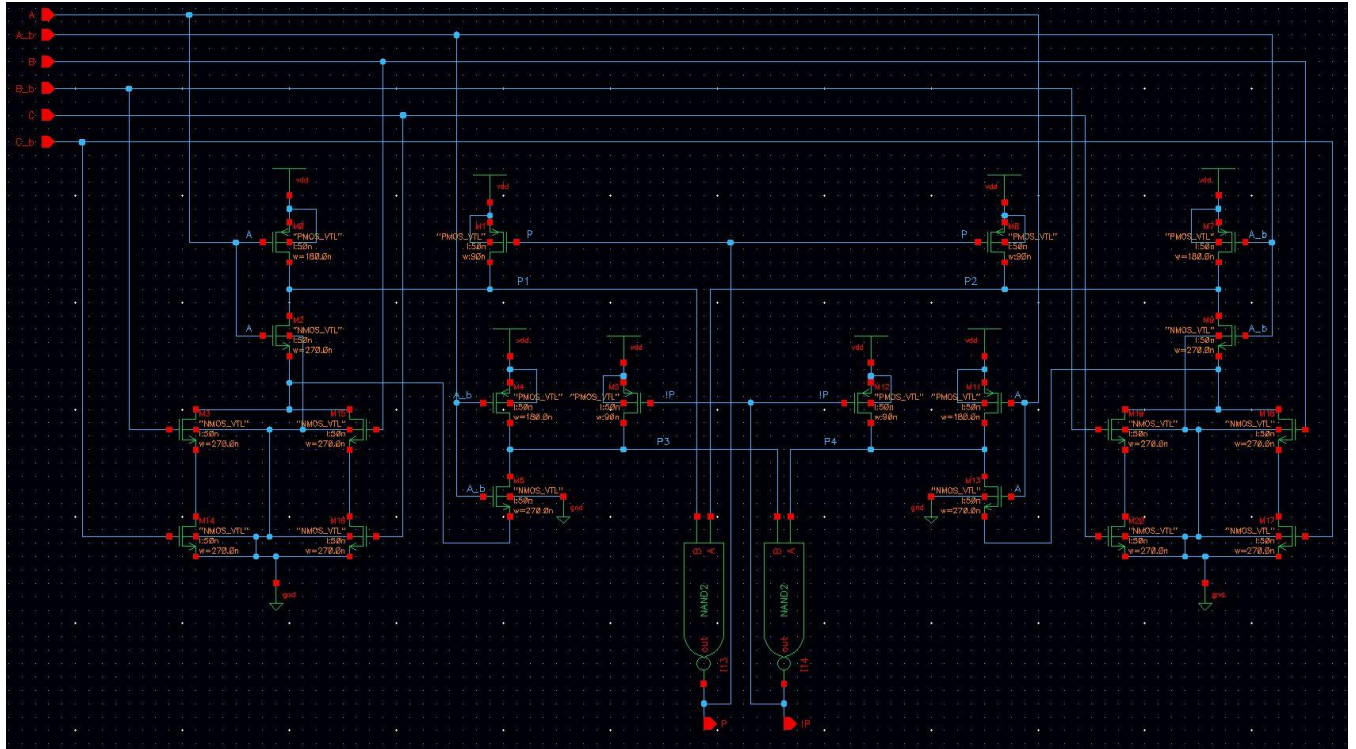 A
A_b
B
B_b
C
C_b
vdd
vdd
vdd
vdd
A M0 "PMOS_VTL" l:50n w=180.0n
M1 "PMOS_VTL" l:50n w:90n P
P M8 "PMOS_VTL" l:50n w:90n
M7 "PMOS_VTL" l:50n w=180.0n A_b
P1
P2
A M2 "NMOS_VTL" l:50n w=270.0n
M9 "NMOS_VTL" l:50n w=270.0n A_b
vdd
vdd
vdd
vdd
A_b M4 "PMOS_VTL" l:50n w=180.0n
"PMOS_VTL" l:50n w:90n !P
!P M12 "PMOS_VTL" l:50n w:90n
M11 "PMOS_VTL" l:50n w=180.0n A
M3 "NMOS_VTL" l:50n w=270.0n
M15 "NMOS_VTL" l:50n w=270.0n
M19 "NMOS_VTL" l:50n w=270.0n
M18 "NMOS_VTL" l:50n w=270.0n
P3
P4
A_b "NMOS_VTL" l:50n w=270.0n
gnd
gnd
M13 "NMOS_VTL" l:50n w=270.0n A
M14 "NMOS_VTL" l:50n w=270.0n
M16 "NMOS_VTL" l:50n w=270.0n
M20 "NMOS_VTL" l:50n w=270.0n
M17 "NMOS_VTL" l:50n w=270.0n
gnd
gnd
B A
NAND2
out
I13
B A
NAND2
out
I14
P
!P